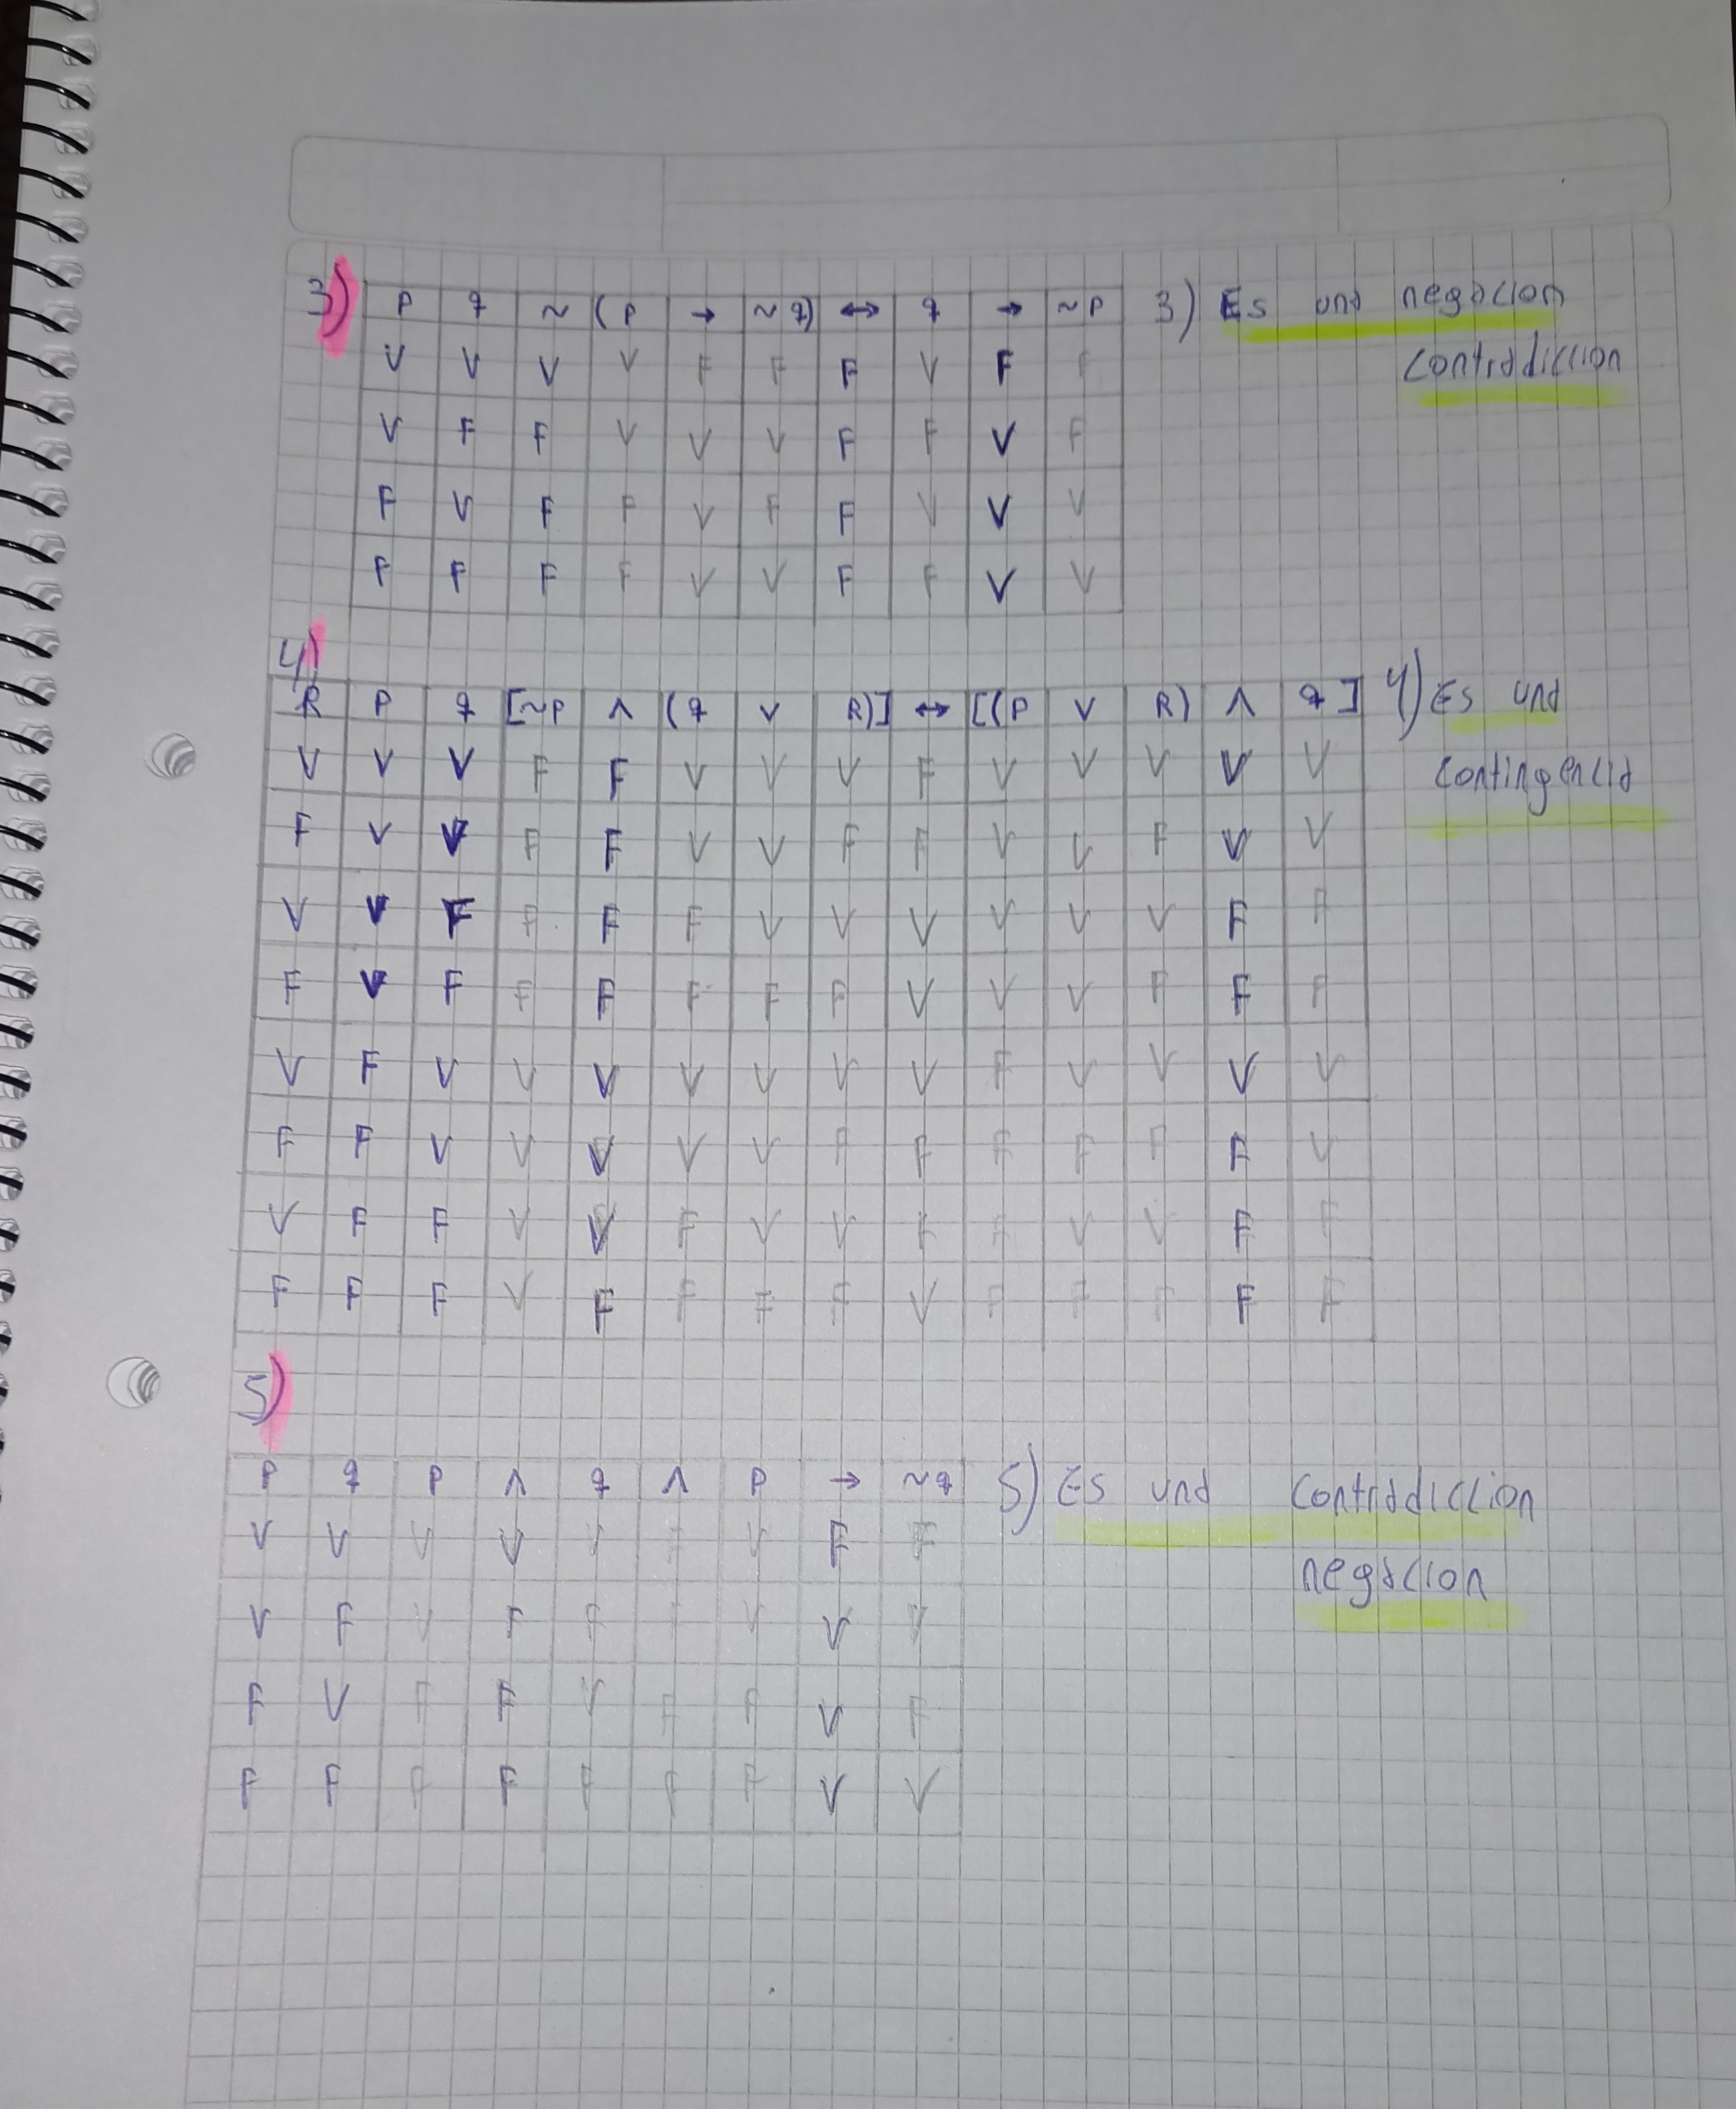 3) P q ~ (P → ~q) ↔ q → ~P 3) Es una negacion
V V V V F F F V F F contradiccion
V F F V V V F F V F
F V F F V F F V V V
F F F F V V F F V V
4)
R P q [~P ∧ (q ∨ R)] ↔ [(P ∨ R) ∧ q] 4) Es una
V V V F F V V V F V V V V V contingencia
F V V F F V V F F V V F V V
V V F F F F V V V V V V F F
F V F F F F F F V V V F F F
V F V V V V V V V F V V V V
F F V V V V V F F F F F F V
V F F V V F V V F F V V F F
F F F V F F F F V F F F F F
5)
P q P ∧ q ∧ P → ~q 5) Es una contradiccion
V V V V V F V F F negacion
V F V F F F V V V
F V F F V F F V F
F F F F F F F V V